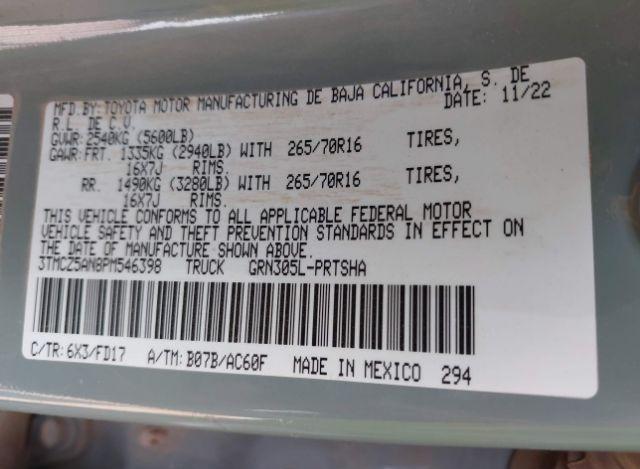 MFD.BY:TOYOTA MOTOR MANUFACTURING DE BAJA CALIFORNIA, S. DE
R.L. DE C.V. DATE: 11/22
GVWR:2540KG (5600LB)
GAWR:FRT. 1335KG (2940LB) WITH 265/70R16 TIRES,
16X7J RIMS.
RR. 1490KG (3280LB) WITH 265/70R16 TIRES,
16X7J RIMS.
THIS VEHICLE CONFORMS TO ALL APPLICABLE FEDERAL MOTOR
VEHICLE SAFETY AND THEFT PREVENTION STANDARDS IN EFFECT ON
THE DATE OF MANUFACTURE SHOWN ABOVE.
3TMCZ5AN8PM546398 TRUCK GRN305L-PRTSHA
C/TR: 6X3/FD17 A/TM: B07B/AC60F MADE IN MEXICO 294